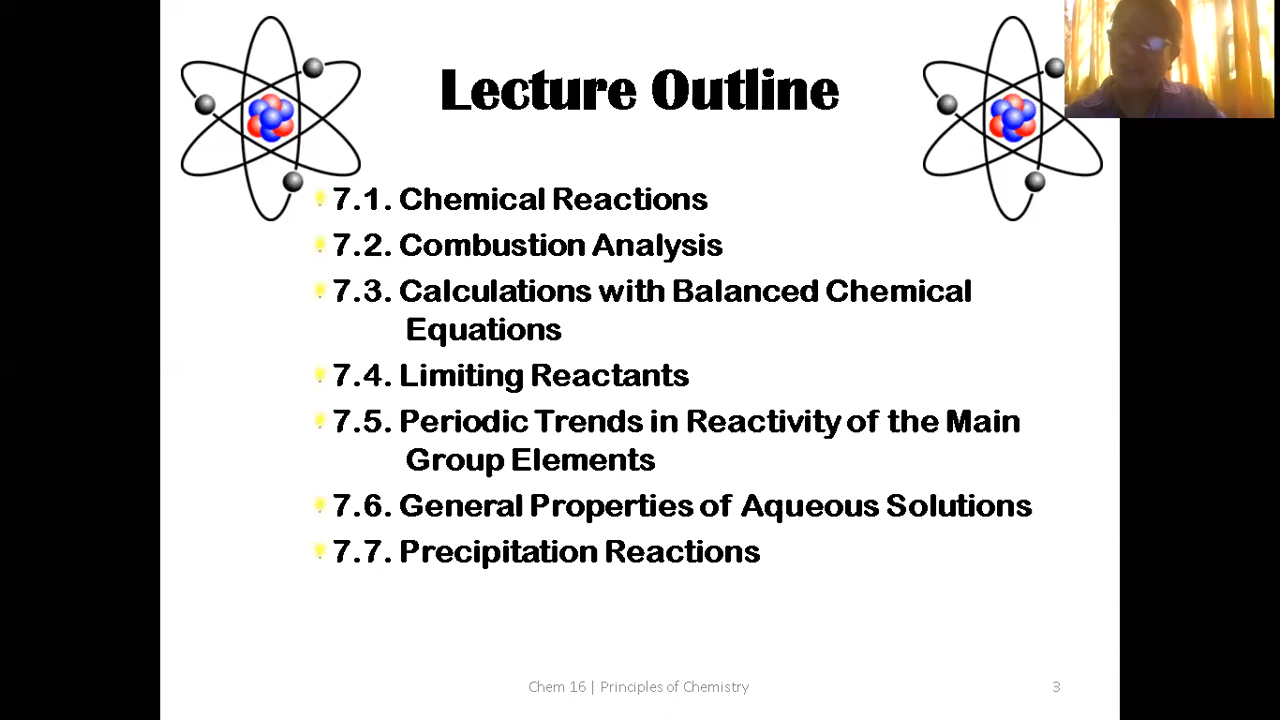 Lecture Outline
7.1. Chemical Reactions
7.2. Combustion Analysis
7.3. Calculations with Balanced Chemical
Equations
7.4. Limiting Reactants
7.5. Periodic Trends in Reactivity of the Main
Group Elements
7.6. General Properties of Aqueous Solutions
7.7. Precipitation Reactions
Chem 16 | Principles of Chemistry
3